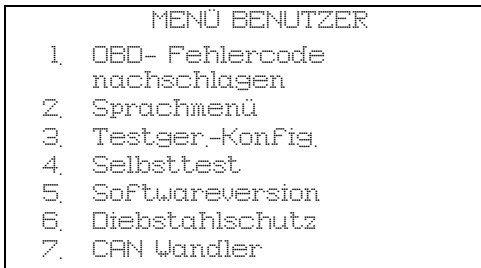 MENÜ BENUTZER
1. OBD- Fehlercode
nachschlagen
2. Sprachmenü
3. Testger.-Konfig.
4. Selbsttest
5. Softwareversion
6. Diebstahlschutz
7. CAN Wandler